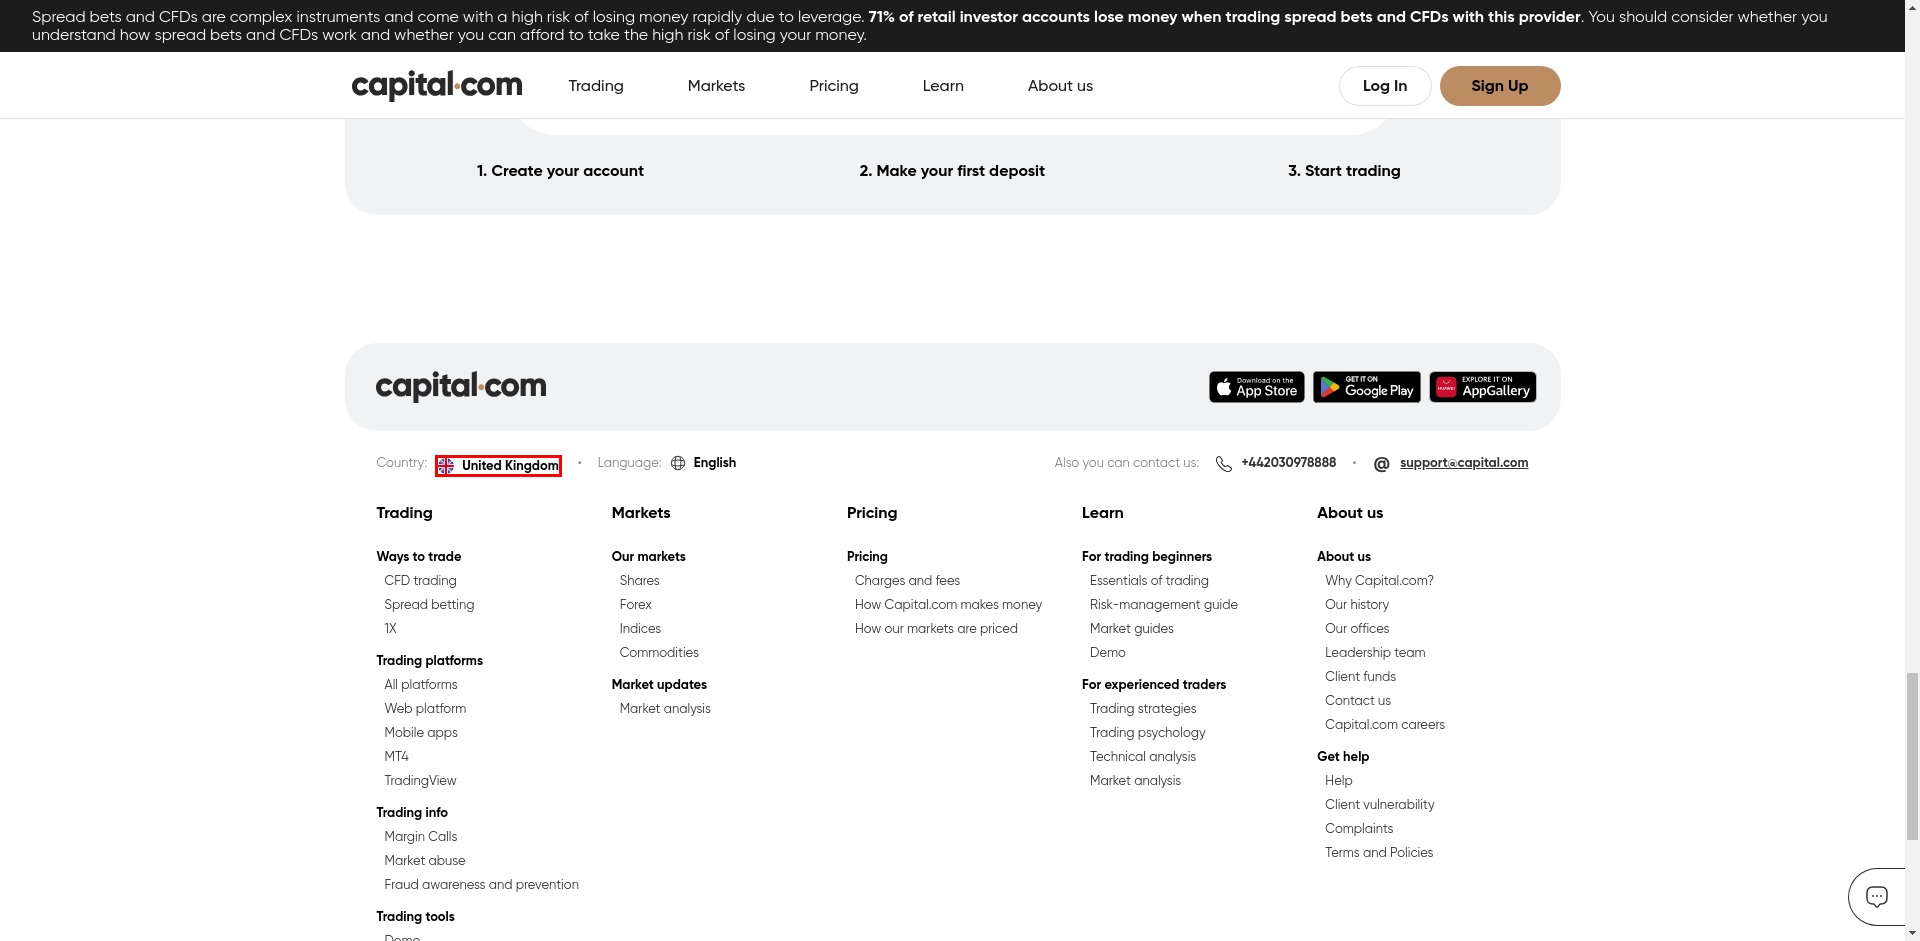 Spread bets and CFDs are complex instruments and come with a high risk of losing money rapidly due to leverage. 71% of retail investor accounts lose money when trading spread bets and CFDs with this provider. You should consider whether you
understand how spread bets and CFDs work and whether you can afford to take the high risk of losing your money.
capital.com
Trading
Markets
Pricing
Learn
About us
Log In
Sign Up
1. Create your account
2. Make your first deposit
3. Start trading
capital.com
Download on the
App Store
GET IT ON
Google Play
HUAWEI
EXPLORE IT ON
AppGallery
Country:
United Kingdom
Language:
English
Also you can contact us:
+442030978888
support@capital.com
Trading
Ways to trade
CFD trading
Spread betting
1X
Trading platforms
All platforms
Web platform
Mobile apps
MT4
TradingView
Trading info
Margin Calls
Market abuse
Fraud awareness and prevention
Trading tools
Demo
Markets
Our markets
Shares
Forex
Indices
Commodities
Market updates
Market analysis
Pricing
Pricing
Charges and fees
How Capital.com makes money
How our markets are priced
Learn
For trading beginners
Essentials of trading
Risk-management guide
Market guides
Demo
For experienced traders
Trading strategies
Trading psychology
Technical analysis
Market analysis
About us
About us
Why Capital.com?
Our history
Our offices
Leadership team
Client funds
Contact us
Capital.com careers
Get help
Help
Client vulnerability
Complaints
Terms and Policies